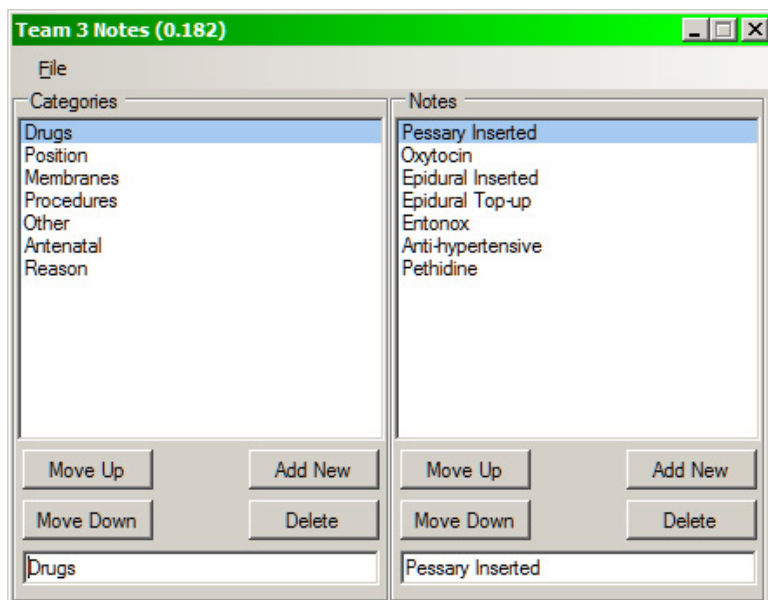 Team 3 Notes (0.182)
File
Categories
Drugs
Position
Membranes
Procedures
Other
Antenatal
Reason
Move Up
Add New
Move Down
Delete
Drugs
Notes
Pessary Inserted
Oxytocin
Epidural Inserted
Epidural Top-up
Entonox
Anti-hypertensive
Pethidine
Move Up
Add New
Move Down
Delete
Pessary Inserted